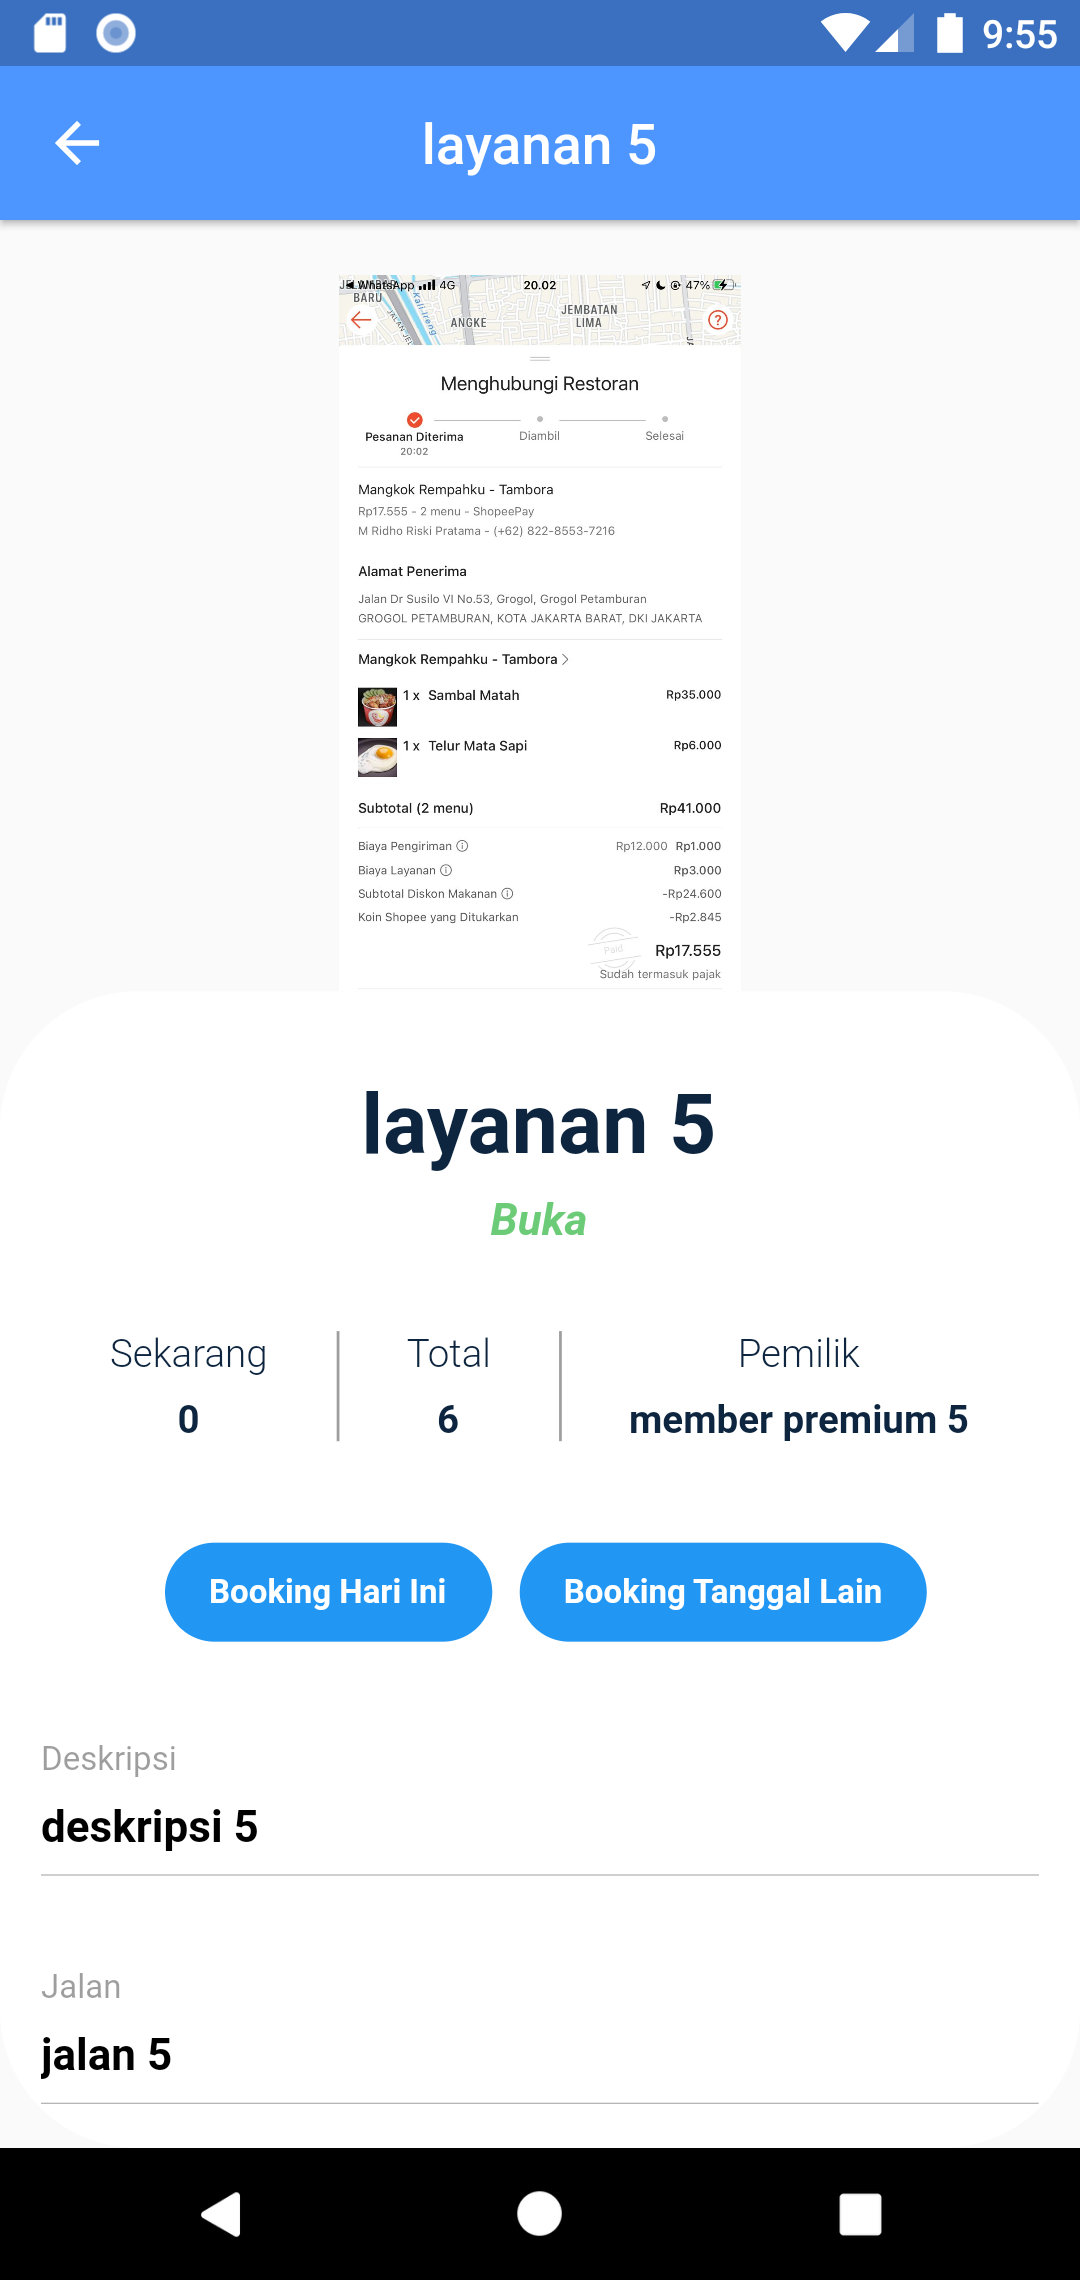 9:55
layanan 5
WhatsApp 4G 20.02 47%
BARU
Kali Ireng
ANGKE
JEMBATAN
LIMA
Menghubungi Restoran
Pesanan Diterima Diambil Selesai
20:02
Mangkok Rempahku - Tambora
Rp17.555 - 2 menu - ShopeePay
M Ridho Riski Pratama - (+62) 822-8553-7216
Alamat Penerima
Jalan Dr Susilo VI No.53, Grogol, Grogol Petamburan
GROGOL PETAMBURAN, KOTA JAKARTA BARAT, DKI JAKARTA
Mangkok Rempahku - Tambora
1 x Sambal Matah Rp35.000
1 x Telur Mata Sapi Rp6.000
Subtotal (2 menu) Rp41.000
Biaya Pengiriman Rp12.000 Rp1.000
Biaya Layanan Rp3.000
Subtotal Diskon Makanan -Rp24.600
Koin Shopee yang Ditukarkan -Rp2.845
Paid Rp17.555
Sudah termasuk pajak
layanan 5
Buka
Sekarang Total Pemilik
0 6 member premium 5
Booking Hari Ini Booking Tanggal Lain
Deskripsi
deskripsi 5
Jalan
jalan 5